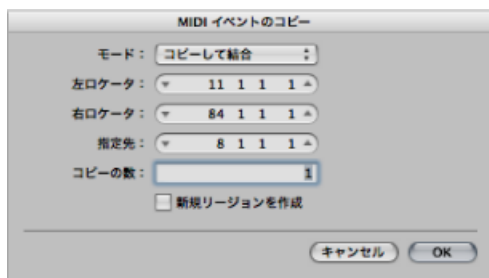 MIDI イベントのコピー
モード： コピーして結合
左ロケータ： 11 1 1 1
右ロケータ： 84 1 1 1
指定先： 8 1 1 1
コピーの数： 1
新規リージョンを作成
キャンセル OK